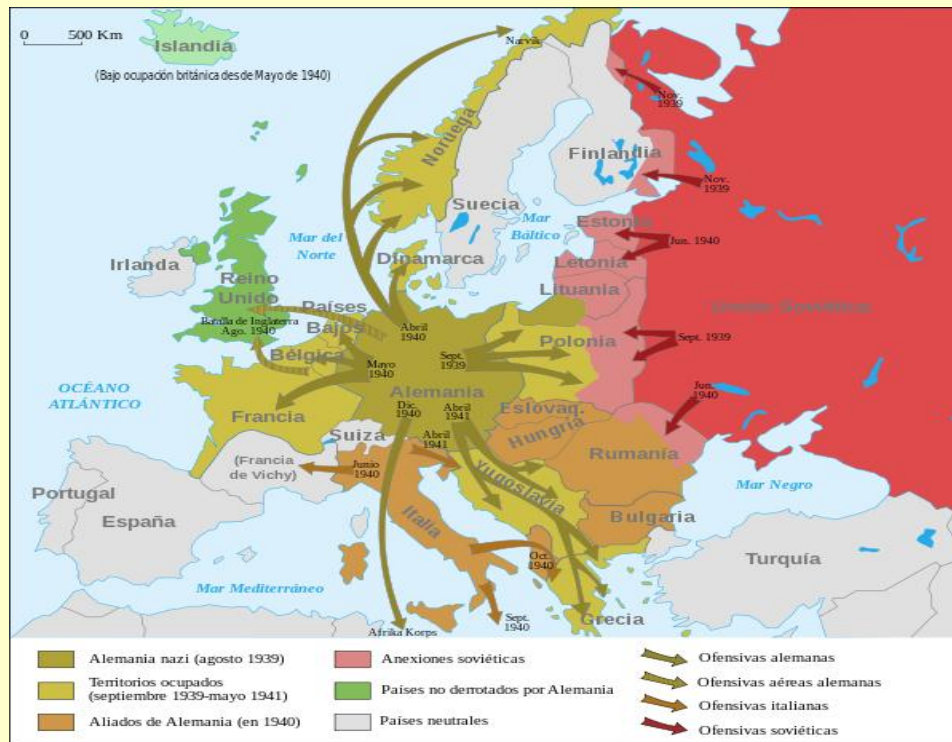 0 500 Km
Islandia
(Bajo ocupación británica des de Mayo de 1940)
Narvik
Nov.
1939
Noruega
Finlandia
Nov.
1939
Suecia
Mar
Báltico
Estonia
Jun. 1940
Letonia
Lituania
Mar del
Norte
Dinamarca
Irlanda
Reino
Unido
Países
Bajos
Batalla de Inglaterra
Ago. 1940
Abril
1940
Unión Soviética
Sept. 1939
Polonia
Bélgica
Mayo
1940
Sept.
1939
Alemania
Jun.
1940
OCÉANO
ATLÁNTICO
Francia
Dic.
1940
Abril
1941
Eslovaq.
Hungría
Suiza
Abril
1941
Rumanía
(Francia
de Vichy)
Junio
1940
Yugoslavia
Mar Negro
Portugal
España
Italia
Bulgaria
Turquía
Oct.
1940
Mar Mediterráneo
Sept.
1940
Grecia
Afrika Korps
Alemania nazi (agosto 1939)
Territorios ocupados
(septiembre 1939-mayo 1941)
Aliados de Alemania (en 1940)
Anexiones soviéticas
Países no derrotados por Alemania
Países neutrales
Ofensivas alemanas
Ofensivas aéreas alemanas
Ofensivas italianas
Ofensivas soviéticas